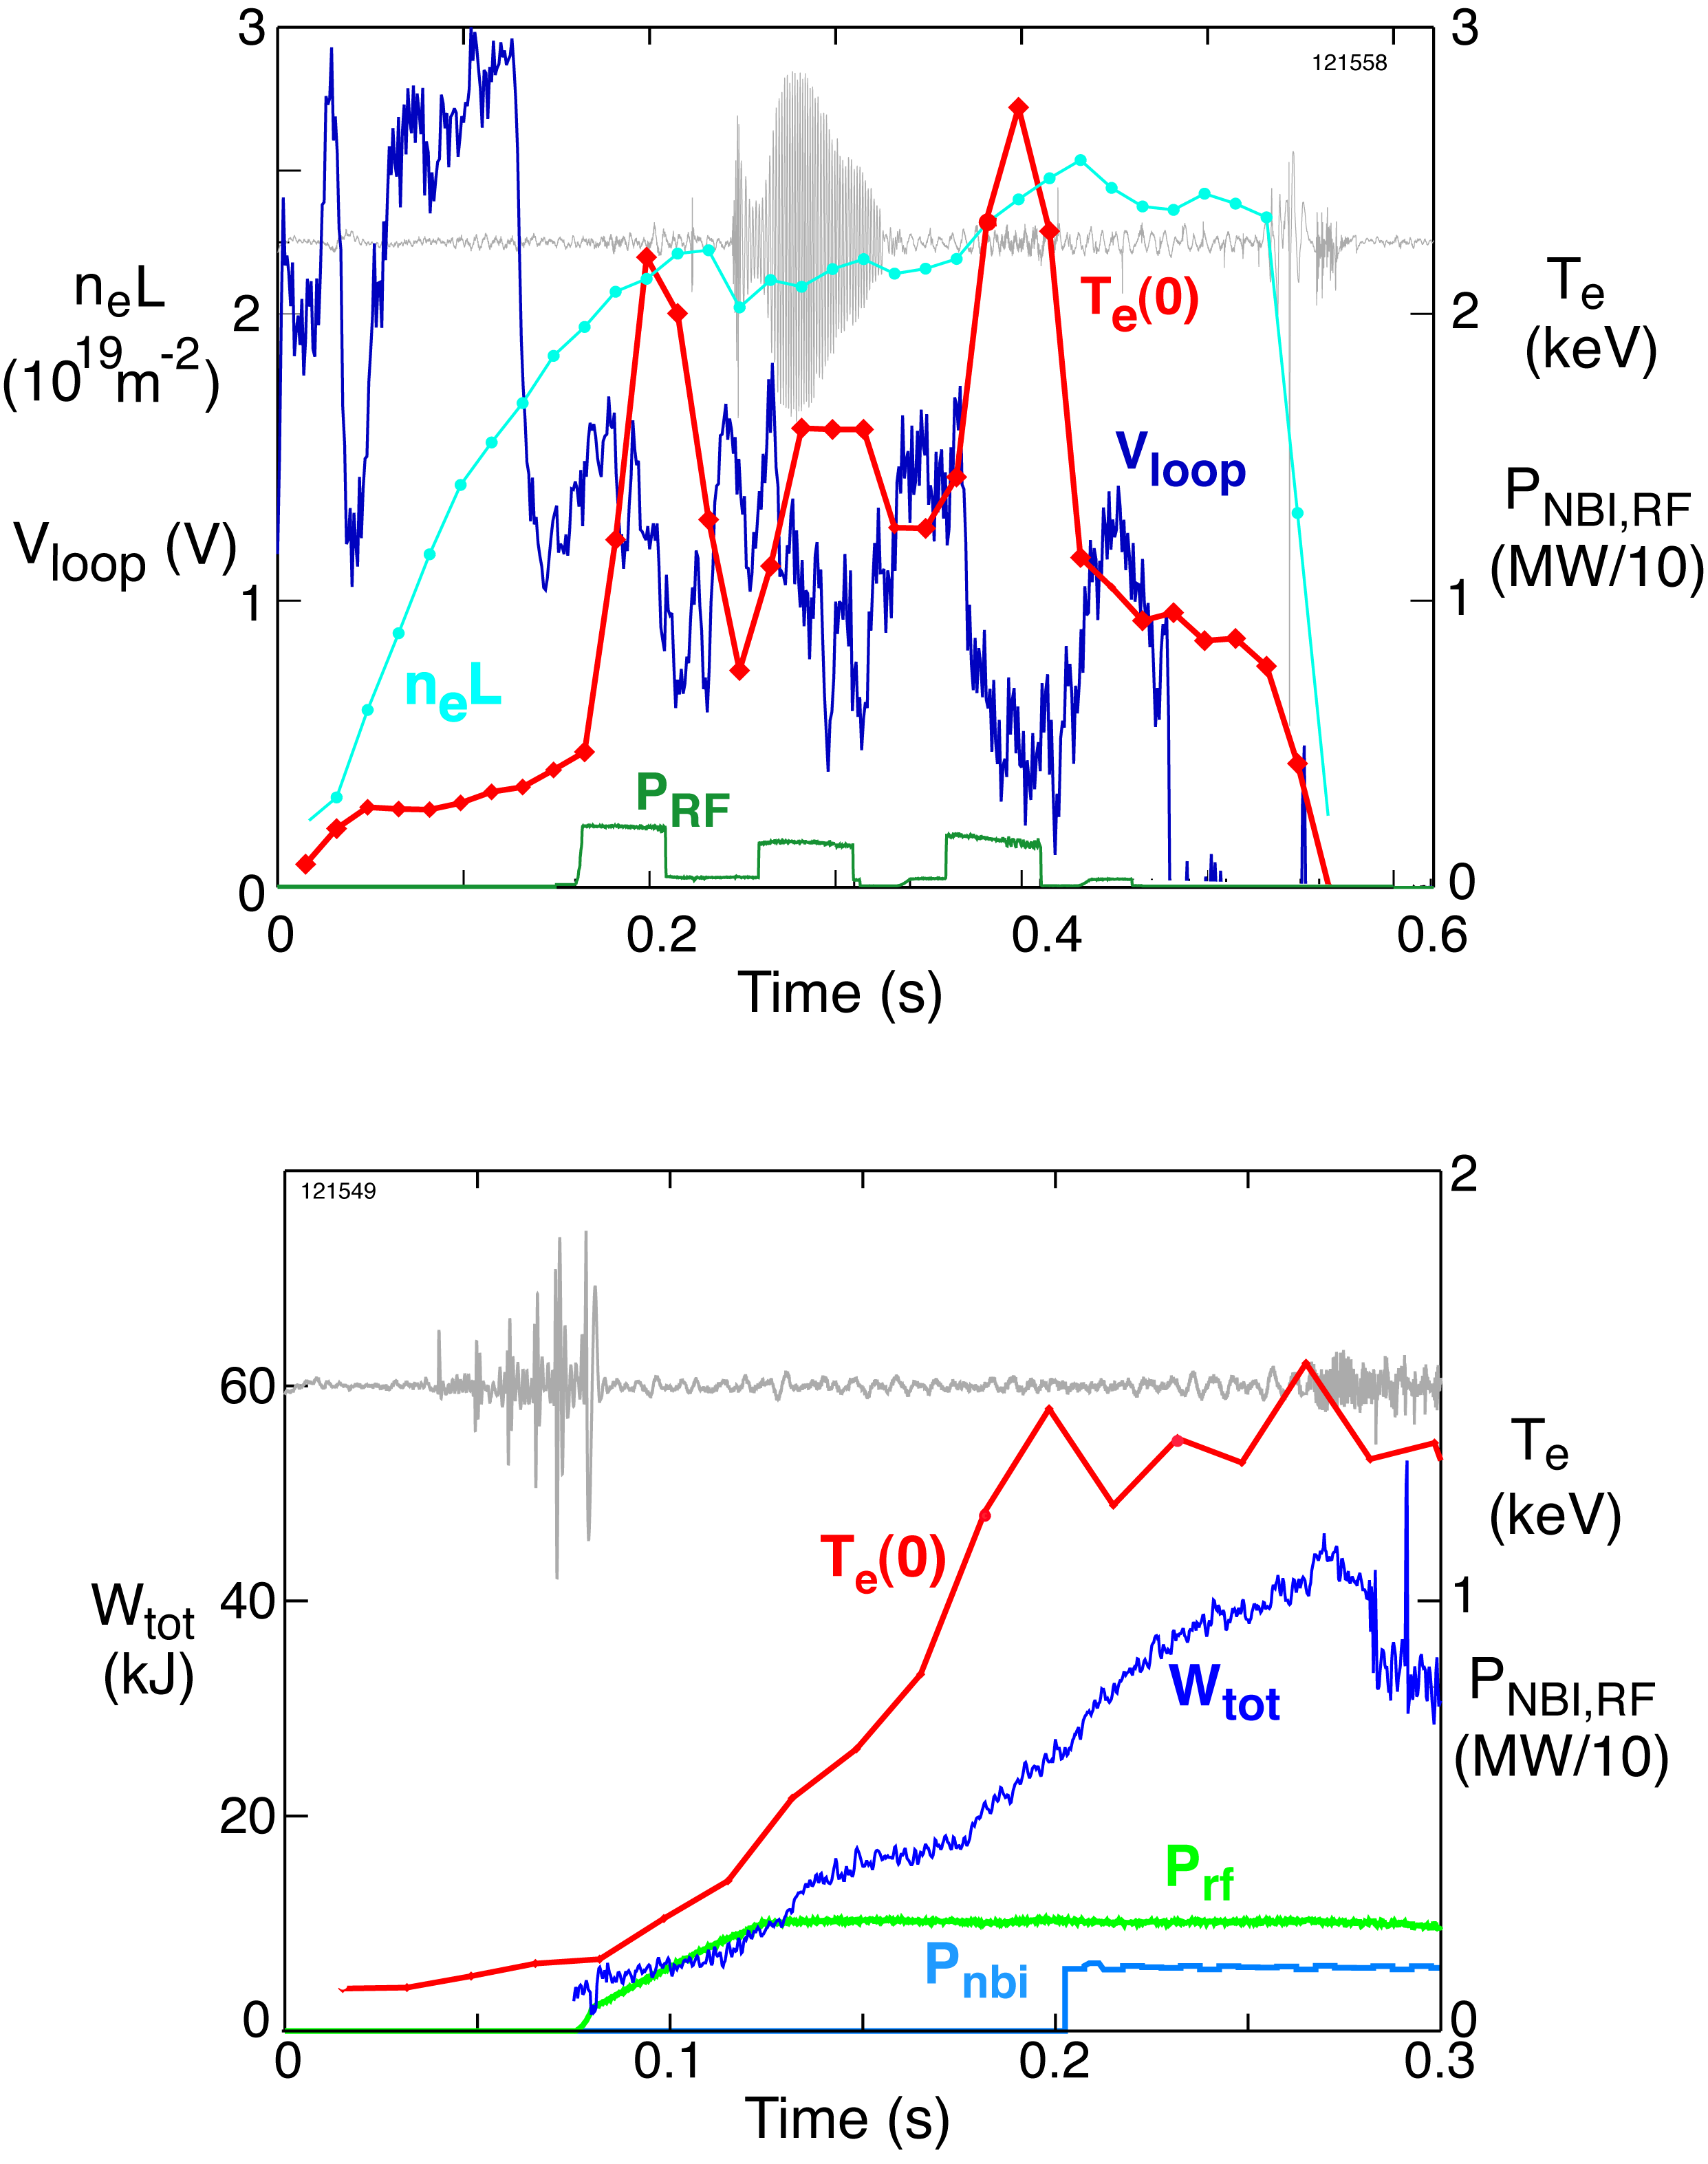 3
3
121558
neL
(10^19 m^-2)
2
Te
(keV)
2
Te(0)
Vloop
Vloop (V)
PNBI,RF
(MW/10)
1
1
neL
PRF
0
0
0
0.2
0.4
0.6
Time (s)
2
121549
60
Te
(keV)
Te(0)
Wtot
(kJ)
40
1
Wtot
PNBI,RF
(MW/10)
20
Prf
Pnbi
0
0
0
0.1
0.2
0.3
Time (s)